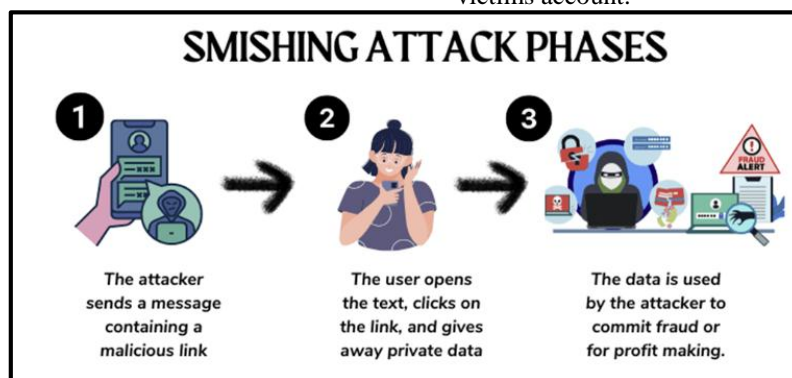 victims account.
SMISHING ATTACK PHASES
1
2
3
FRAUD
ALERT
The attacker
sends a message
containing a
malicious link
The user opens
the text, clicks on
the link, and gives
away private data
The data is used
by the attacker to
commit fraud or
for profit making.